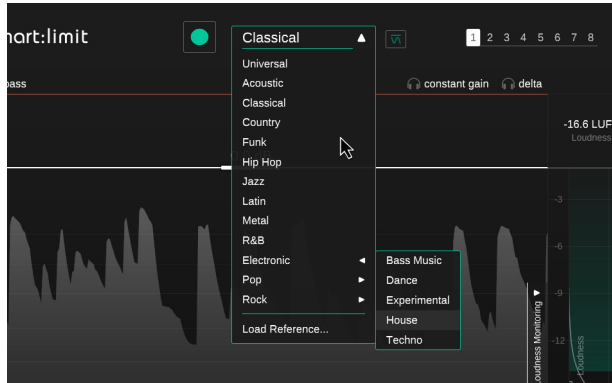 nart:limit
Classical
1 2 3 4 5 6 7 8
bass
constant gain
delta
Universal
Acoustic
Classical
Country
Funk
Hip Hop
Jazz
Latin
Metal
R&B
Electronic
Pop
Rock
Load Reference...
Bass Music
Dance
Experimental
House
Techno
-16.6 LUF
Loudness
-3
-6
-9
-12
Loudness Monitoring
Loudness